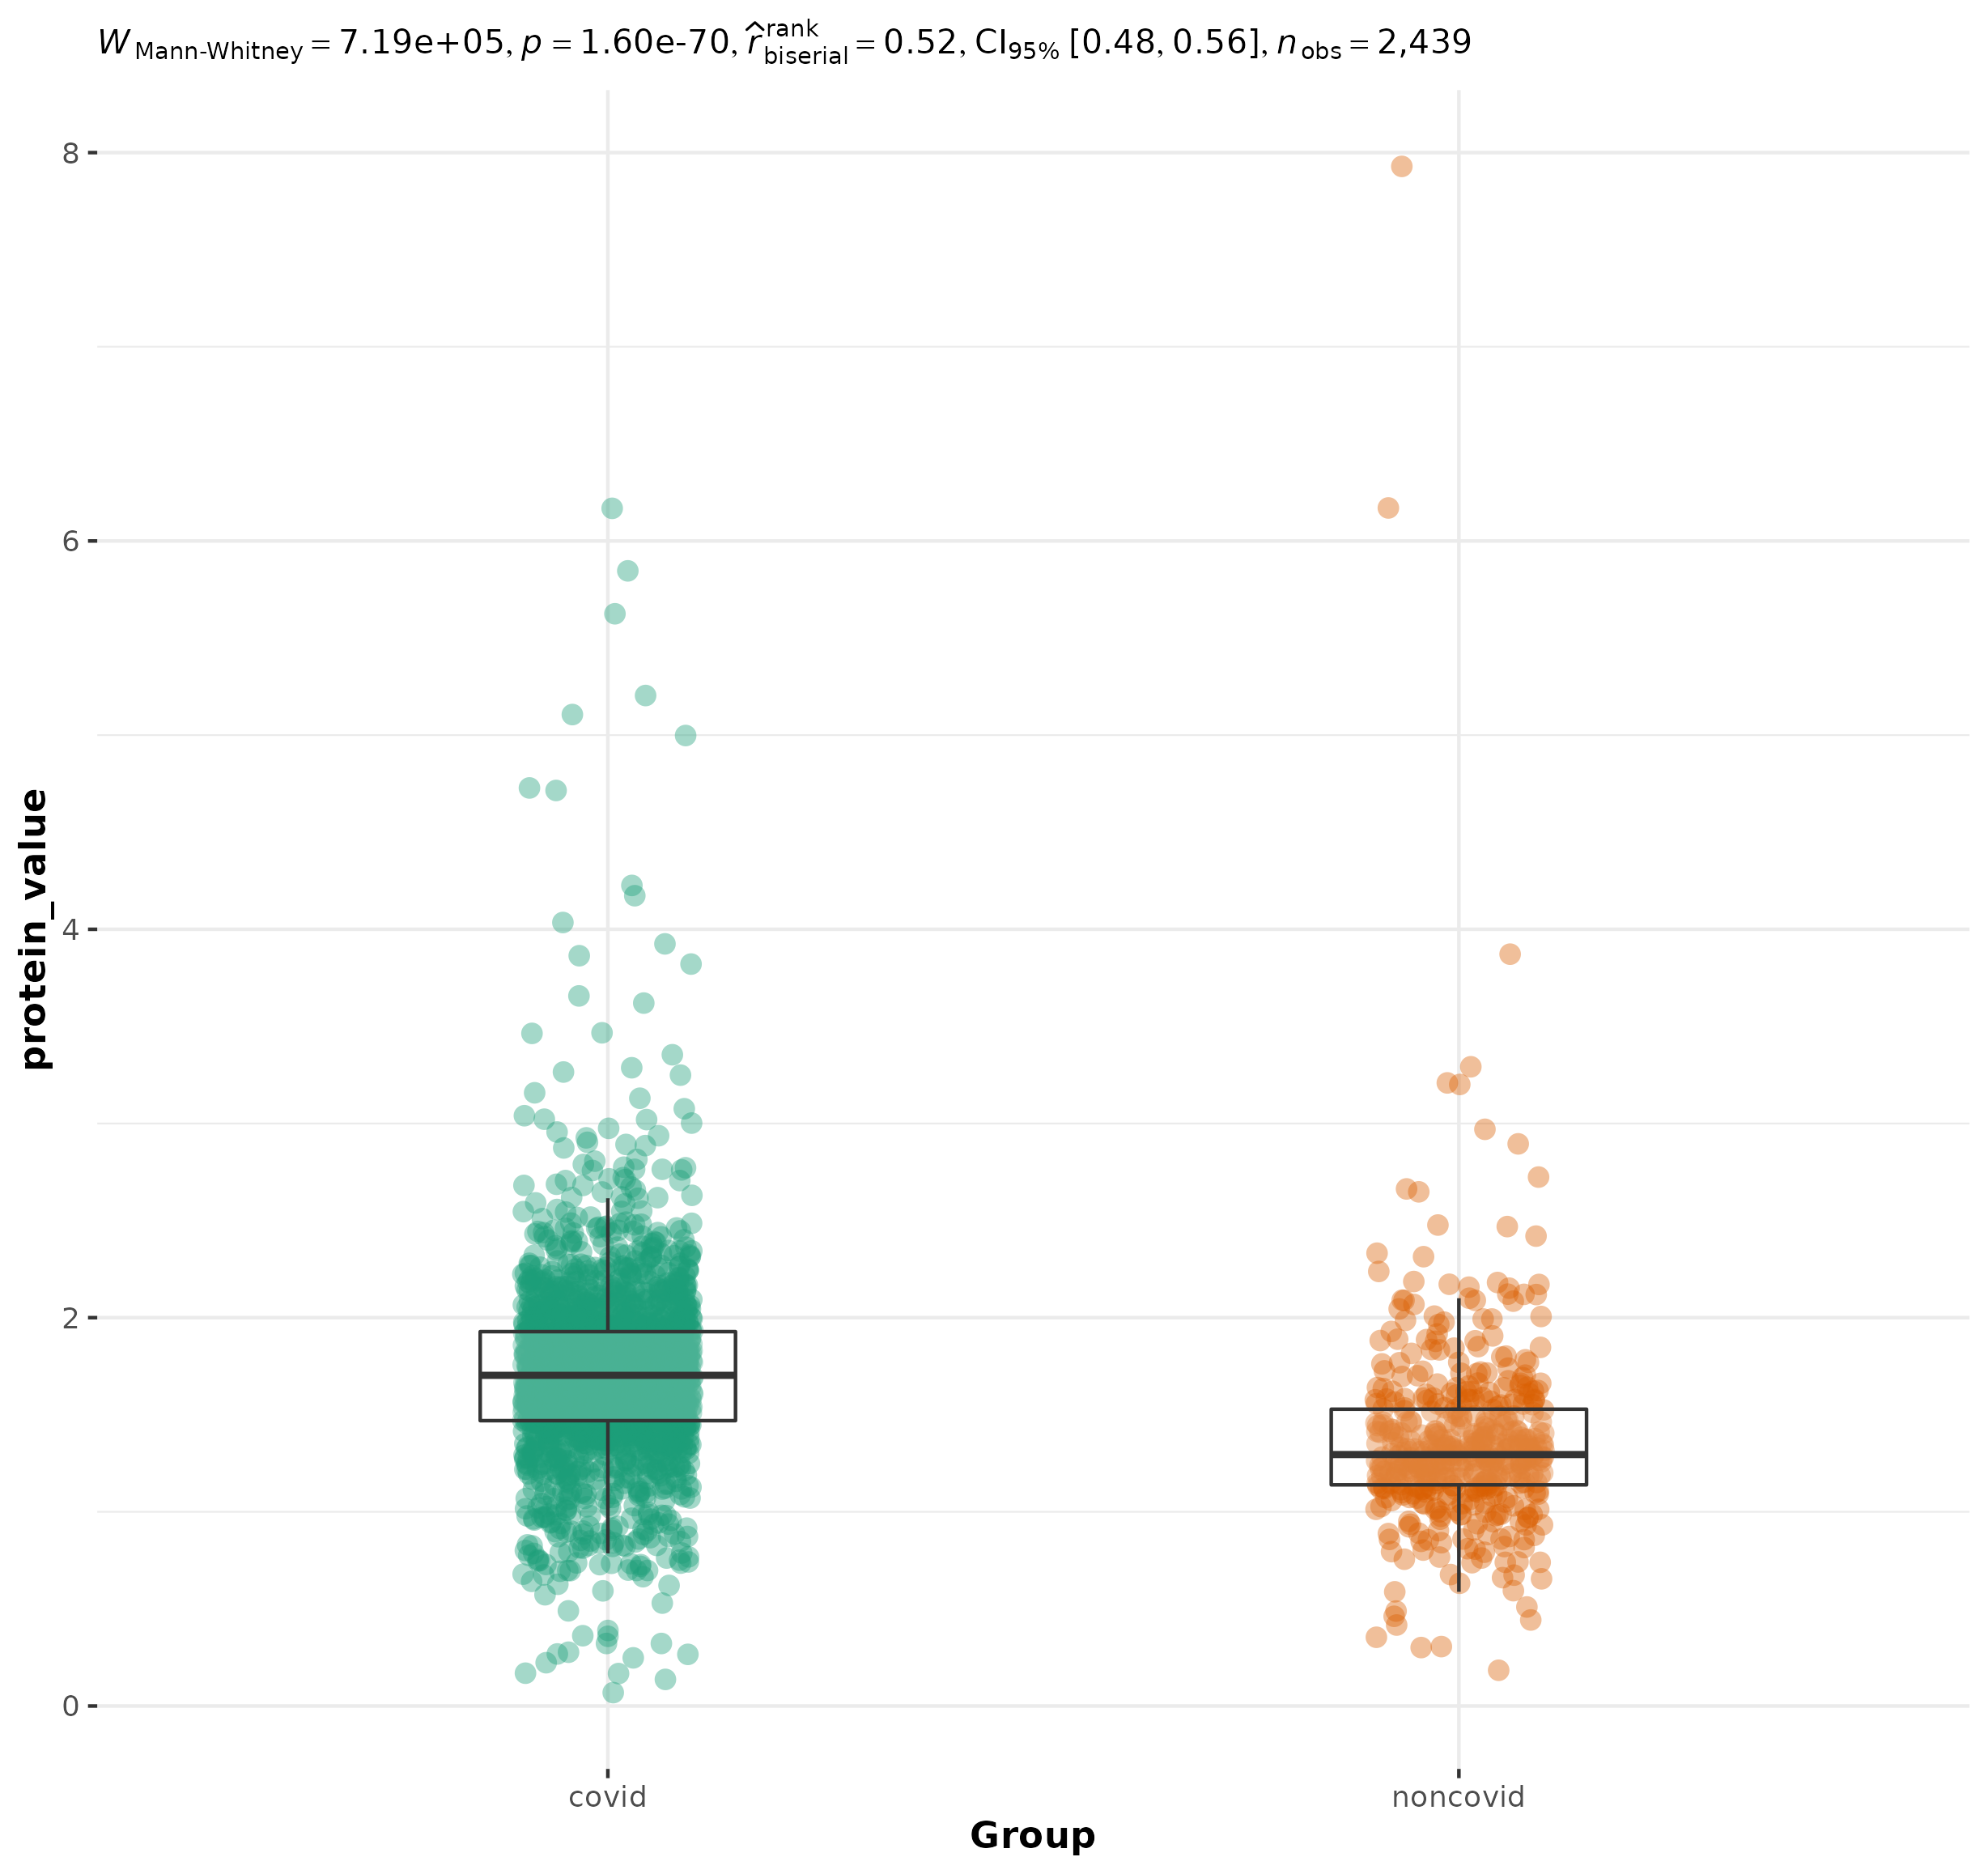 W Mann-Whitney = 7.19e+05, p = 1.60e-70, r̂ rank biserial = 0.52, CI95% [0.48, 0.56], nobs = 2,439
8
6
4
2
0
protein_value
covid noncovid
Group